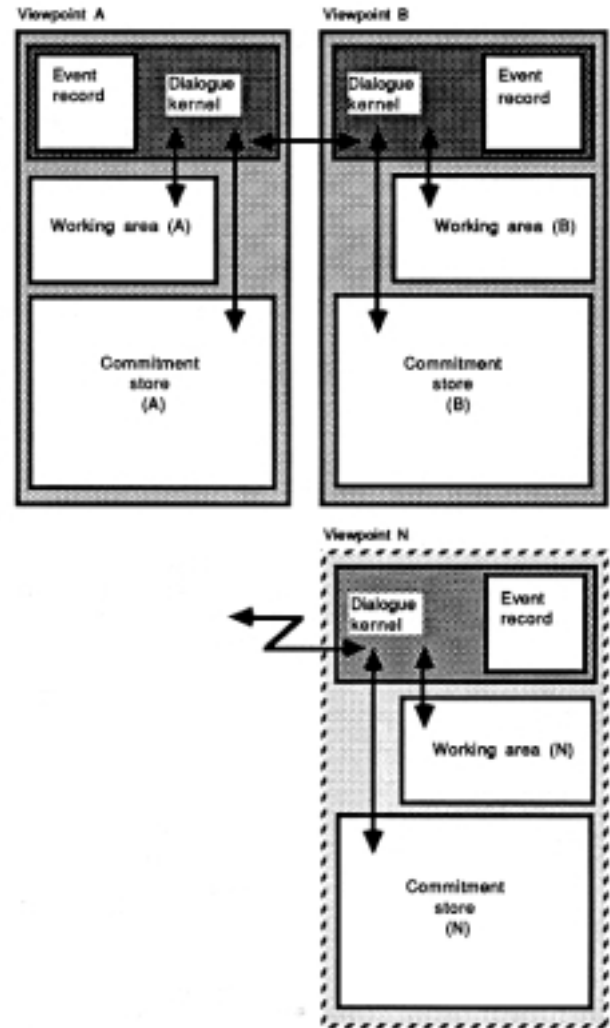 Viewpoint A
Event
record
Dialogue
kernel
Working area (A)
Commitment
store
(A)
Viewpoint B
Dialogue
kernel
Event
record
Working area (B)
Commitment
store
(B)
Viewpoint N
Dialogue
kernel
Event
record
Working area (N)
Commitment
store
(N)